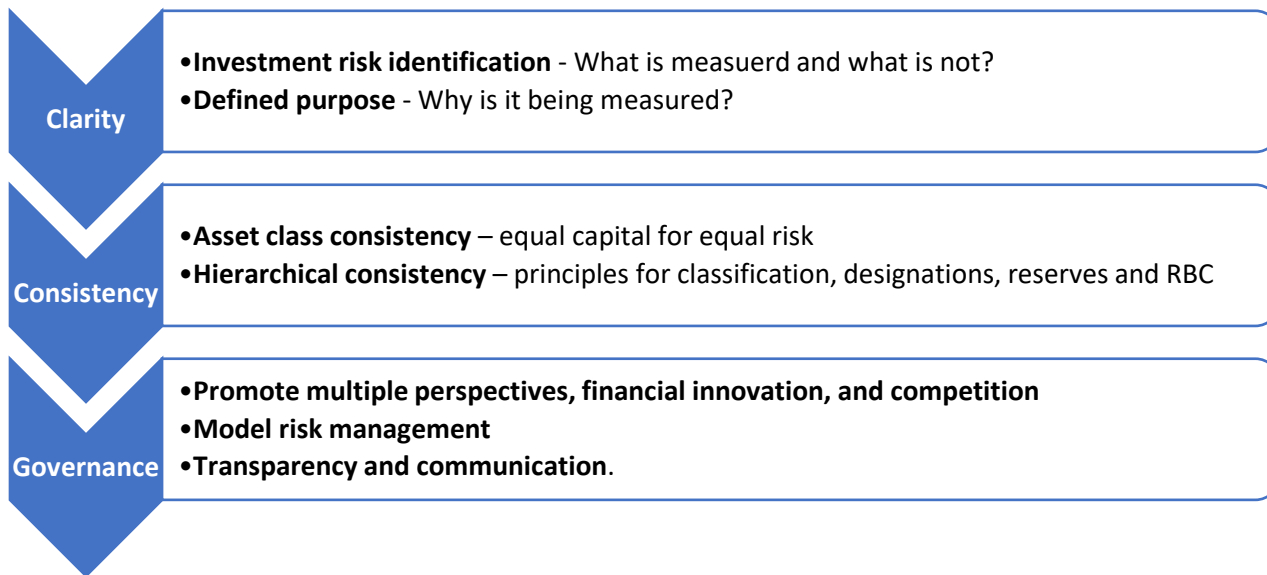 Clarity
•Investment risk identification - What is measuerd and what is not?
•Defined purpose - Why is it being measured?
Consistency
•Asset class consistency – equal capital for equal risk
•Hierarchical consistency – principles for classification, designations, reserves and RBC
Governance
•Promote multiple perspectives, financial innovation, and competition
•Model risk management
•Transparency and communication.